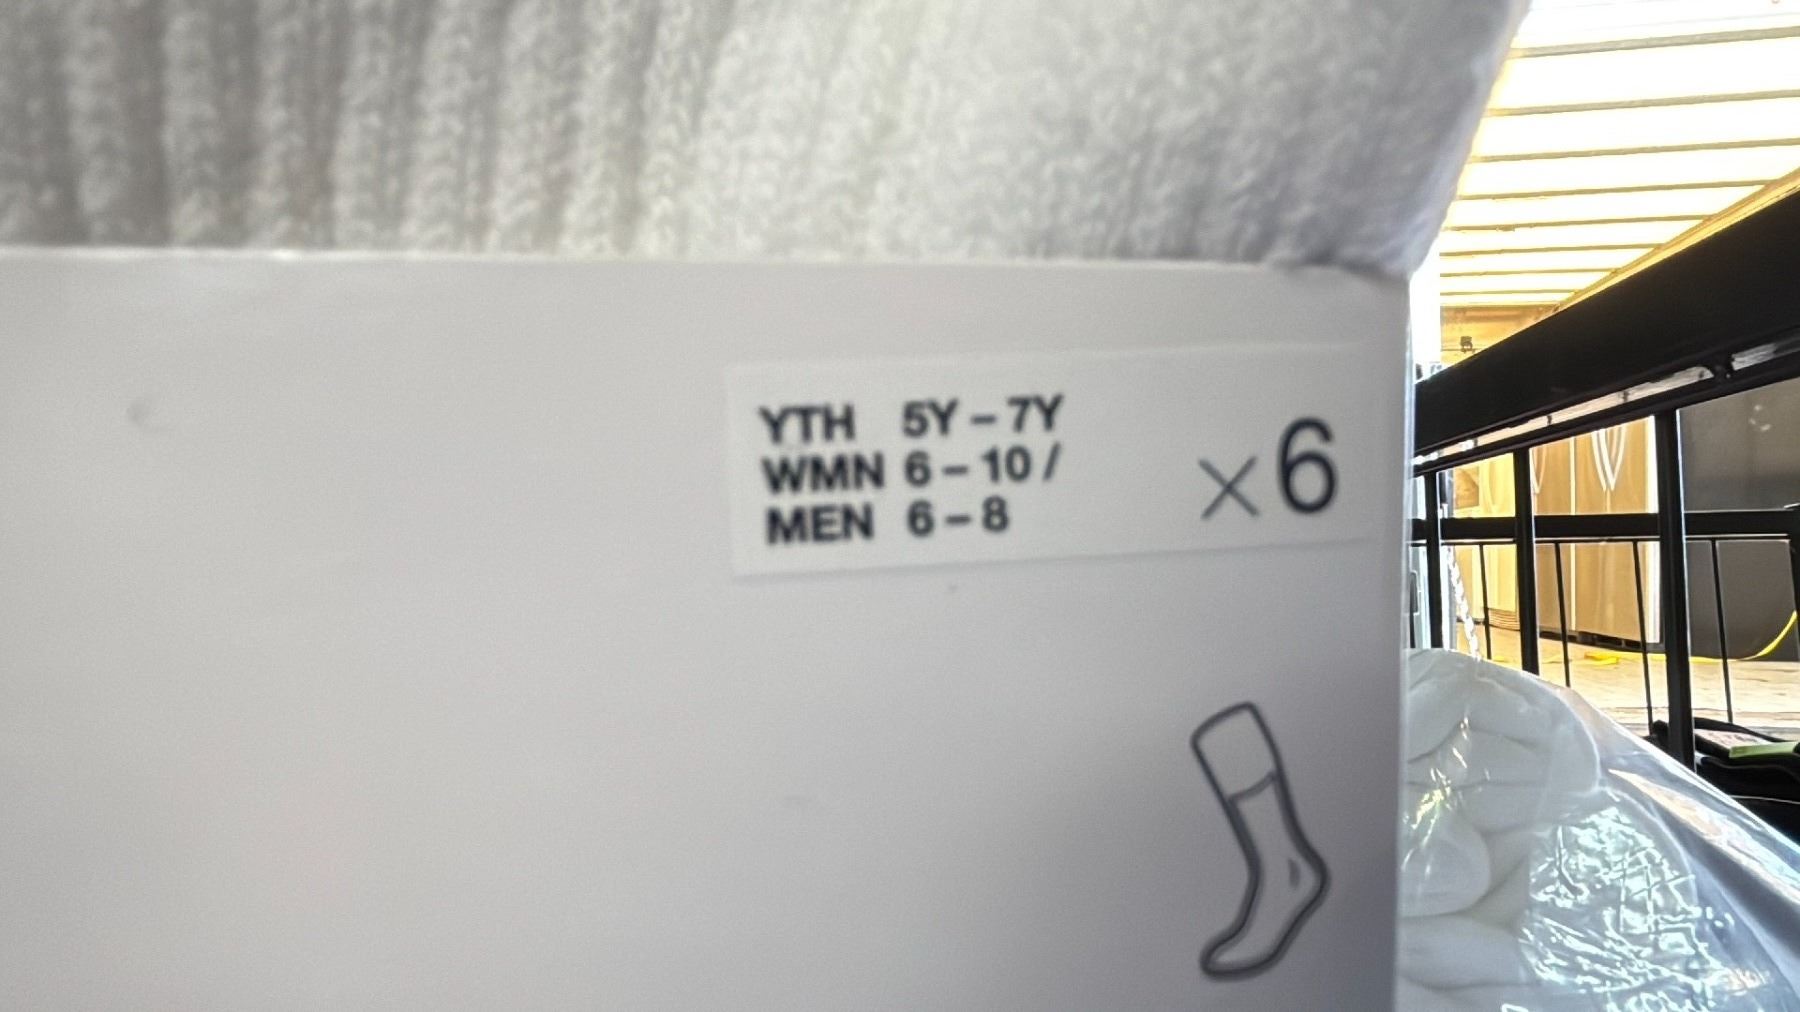 YTH 5Y – 7Y
WMN 6 – 10 /
MEN 6 – 8
×6